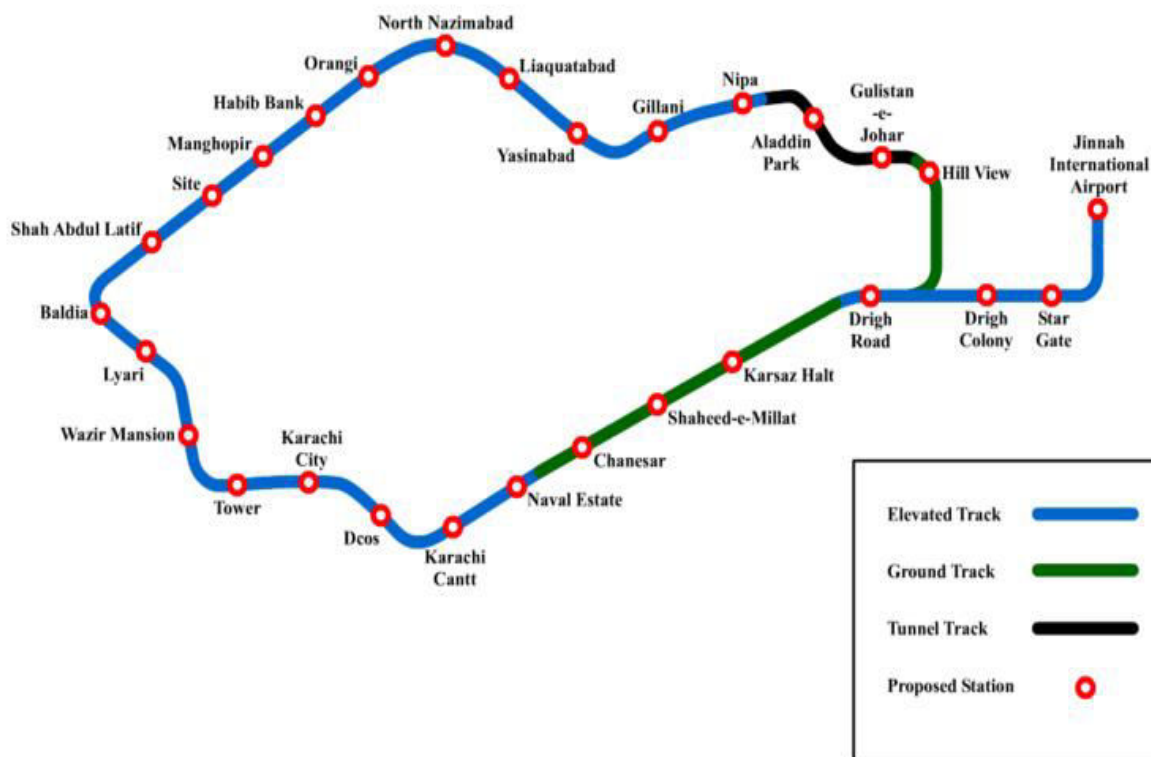 North Nazimabad
Orangi
Liaquatabad
Habib Bank
Nipa
Gulistan
-e-
Johar
Gillani
Manghopir
Yasinabad
Aladdin
Park
Jinnah
International
Airport
Hill View
Site
Shah Abdul Latif
Baldia
Drigh
Road
Drigh
Colony
Star
Gate
Lyari
Karsaz Halt
Shaheed-e-Millat
Wazir Mansion
Karachi
City
Chanesar
Tower
Naval Estate
Dcos
Karachi
Cantt
Elevated Track
Ground Track
Tunnel Track
Proposed Station